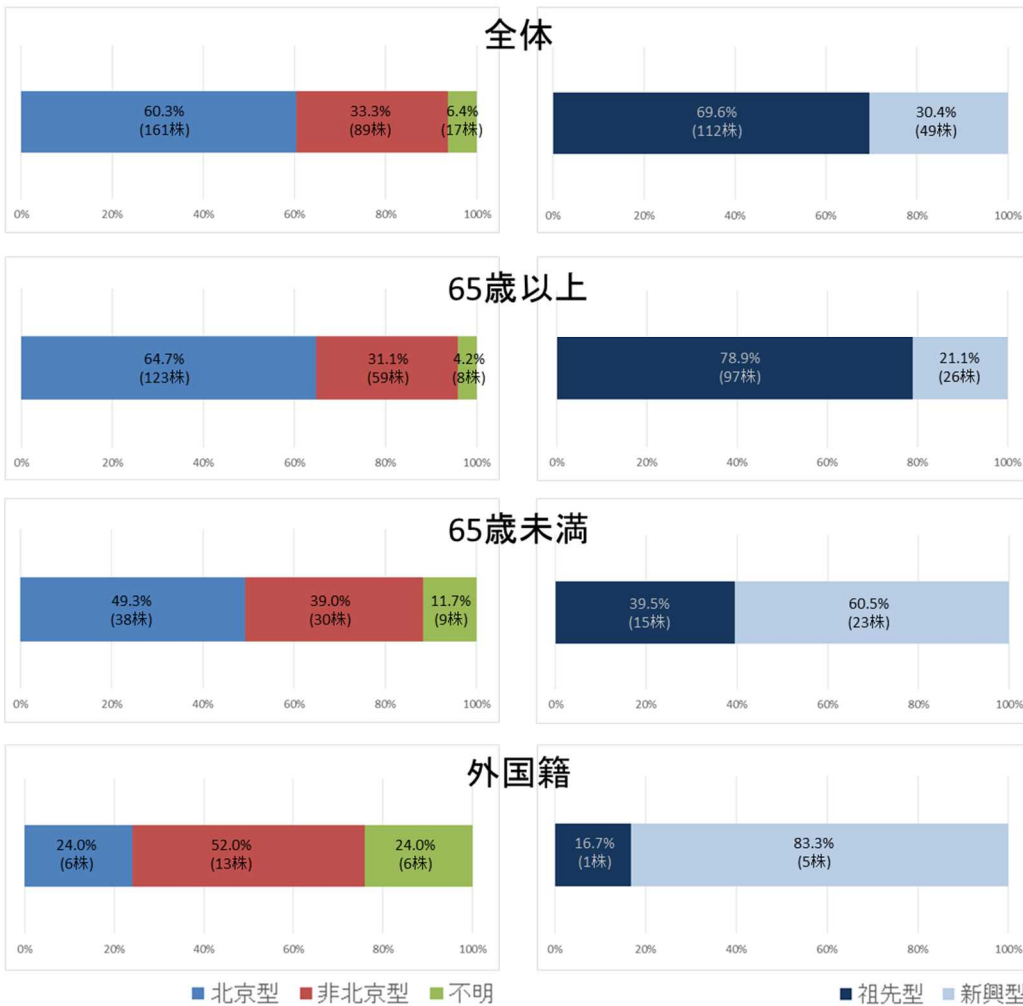 全体
60.3%
(161株)
33.3%
(89株)
6.4%
(17株)
0% 20% 40% 60% 80% 100%
69.6%
(112株)
30.4%
(49株)
0% 20% 40% 60% 80% 100%
65歳以上
64.7%
(123株)
31.1%
(59株)
4.2%
(8株)
0% 20% 40% 60% 80% 100%
78.9%
(97株)
21.1%
(26株)
0% 20% 40% 60% 80% 100%
65歳未満
49.3%
(38株)
39.0%
(30株)
11.7%
(9株)
0% 20% 40% 60% 80% 100%
39.5%
(15株)
60.5%
(23株)
0% 20% 40% 60% 80% 100%
外国籍
24.0%
(6株)
52.0%
(13株)
24.0%
(6株)
0% 20% 40% 60% 80% 100%
16.7%
(1株)
83.3%
(5株)
0% 20% 40% 60% 80% 100%
北京型 非北京型 不明
祖先型 新興型